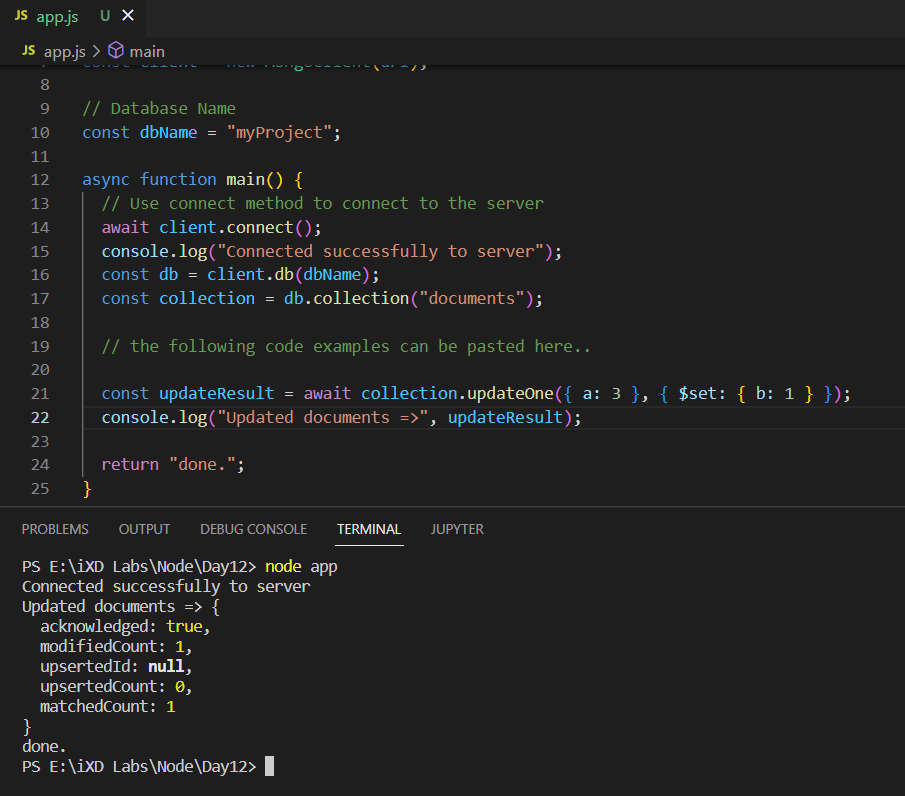 JS app.js U ×
JS app.js > main
7 const client = new MongoClient(url);
8
9 // Database Name
10 const dbName = "myProject";
11
12 async function main() {
13 // Use connect method to connect to the server
14 await client.connect();
15 console.log("Connected successfully to server");
16 const db = client.db(dbName);
17 const collection = db.collection("documents");
18
19 // the following code examples can be pasted here..
20
21 const updateResult = await collection.updateOne({ a: 3 }, { $set: { b: 1 } });
22 console.log("Updated documents =>", updateResult);
23
24 return "done.";
25 }
PROBLEMS OUTPUT DEBUG CONSOLE TERMINAL JUPYTER
PS E:\iXD Labs\Node\Day12> node app
Connected successfully to server
Updated documents => {
  acknowledged: true,
  modifiedCount: 1,
  upsertedId: null,
  upsertedCount: 0,
  matchedCount: 1
}
done.
PS E:\iXD Labs\Node\Day12>